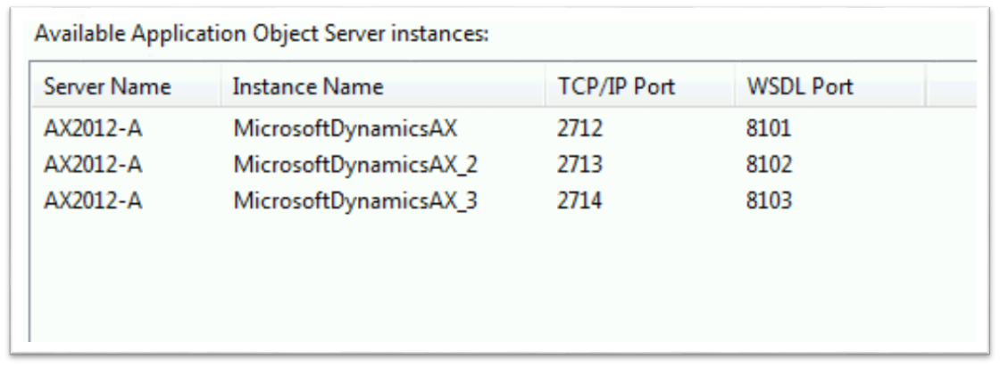 Available Application Object Server instances:
Server Name Instance Name TCP/IP Port WSDL Port
AX2012-A MicrosoftDynamicsAX 2712 8101
AX2012-A MicrosoftDynamicsAX_2 2713 8102
AX2012-A MicrosoftDynamicsAX_3 2714 8103